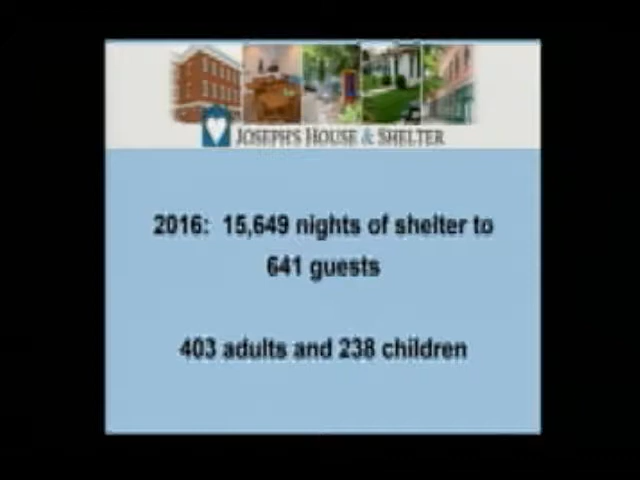 JOSEPH'S HOUSE & SHELTER
2016: 15,649 nights of shelter to
641 guests
403 adults and 238 children